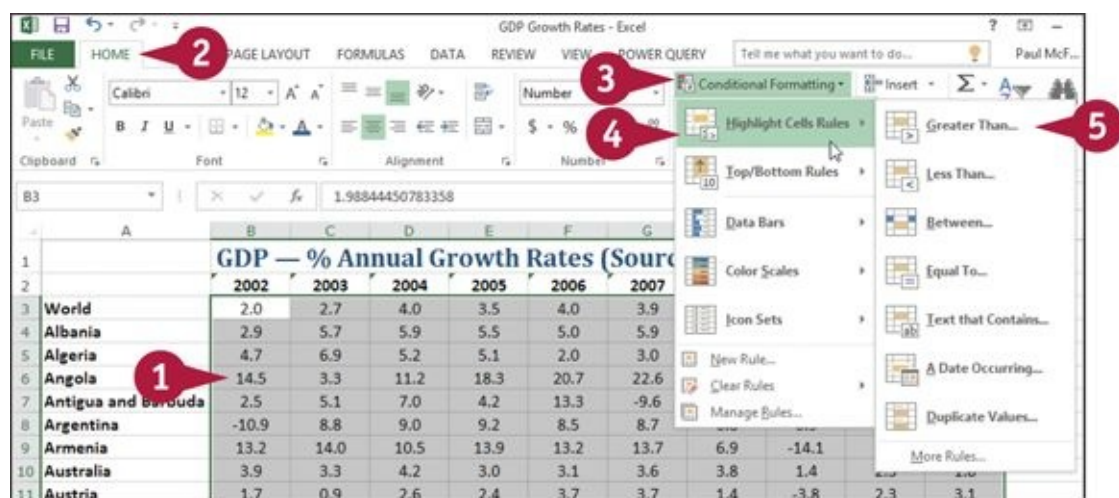 GDP Growth Rates - Excel
FILE HOME PAGE LAYOUT FORMULAS DATA REVIEW VIEW POWER QUERY Tell me what you want to do... Paul McF...
2
Calibri 12 Number Conditional Formatting Insert
3
Paste B I U $ %
Clipboard Font Alignment Number
4
Highlight Cells Rules
Top/Bottom Rules
Data Bars
Color Scales
Icon Sets
New Rule...
Clear Rules
Manage Rules...
Greater Than...
5
Less Than...
Between...
Equal To...
Text that Contains...
A Date Occurring...
Duplicate Values...
More Rules...
B3 fx 1.98844450783358
A B C D E F G
1 GDP — % Annual Growth Rates (Sourc
2 2002 2003 2004 2005 2006 2007
3 World 2.0 2.7 4.0 3.5 4.0 3.9
4 Albania 2.9 5.7 5.9 5.5 5.0 5.9
5 Algeria 4.7 6.9 5.2 5.1 2.0 3.0
6 Angola 1 14.5 3.3 11.2 18.3 20.7 22.6
7 Antigua and Barbuda 2.5 5.1 7.0 4.2 13.3 -9.6
8 Argentina -10.9 8.8 9.0 9.2 8.5 8.7
9 Armenia 13.2 14.0 10.5 13.9 13.2 13.7 6.9 -14.1
10 Australia 3.9 3.3 4.2 3.0 3.1 3.6 3.8 1.4
11 Austria 1.7 0.9 2.6 2.4 3.7 3.7 1.4 -3.8 2.3 3.1